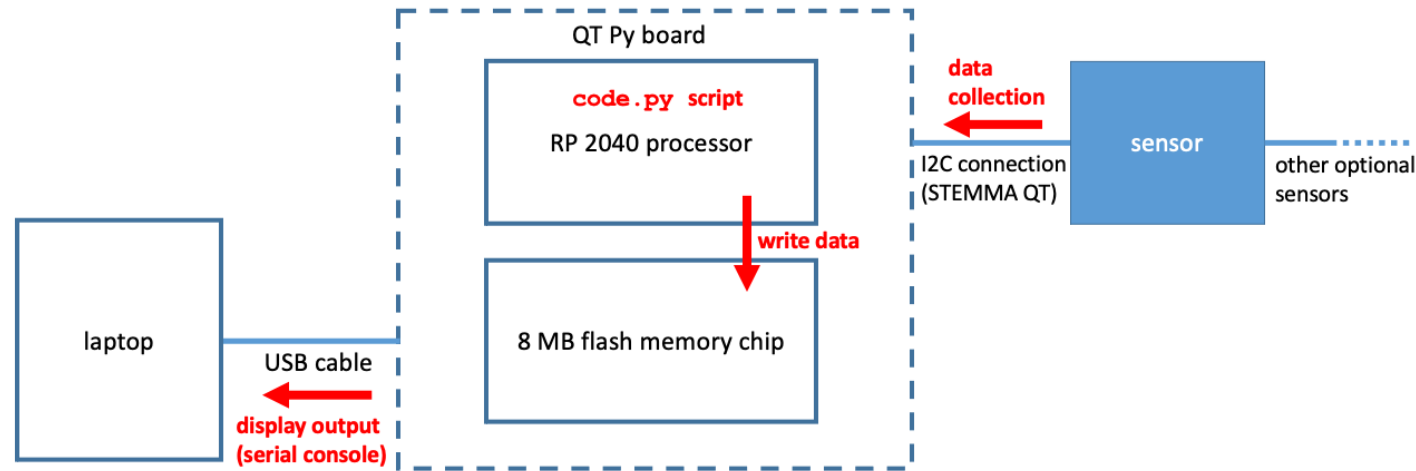 QT Py board
code.py script
RP 2040 processor
write data
8 MB flash memory chip
laptop
USB cable
display output
(serial console)
data
collection
I2C connection
(STEMMA QT)
sensor
other optional
sensors